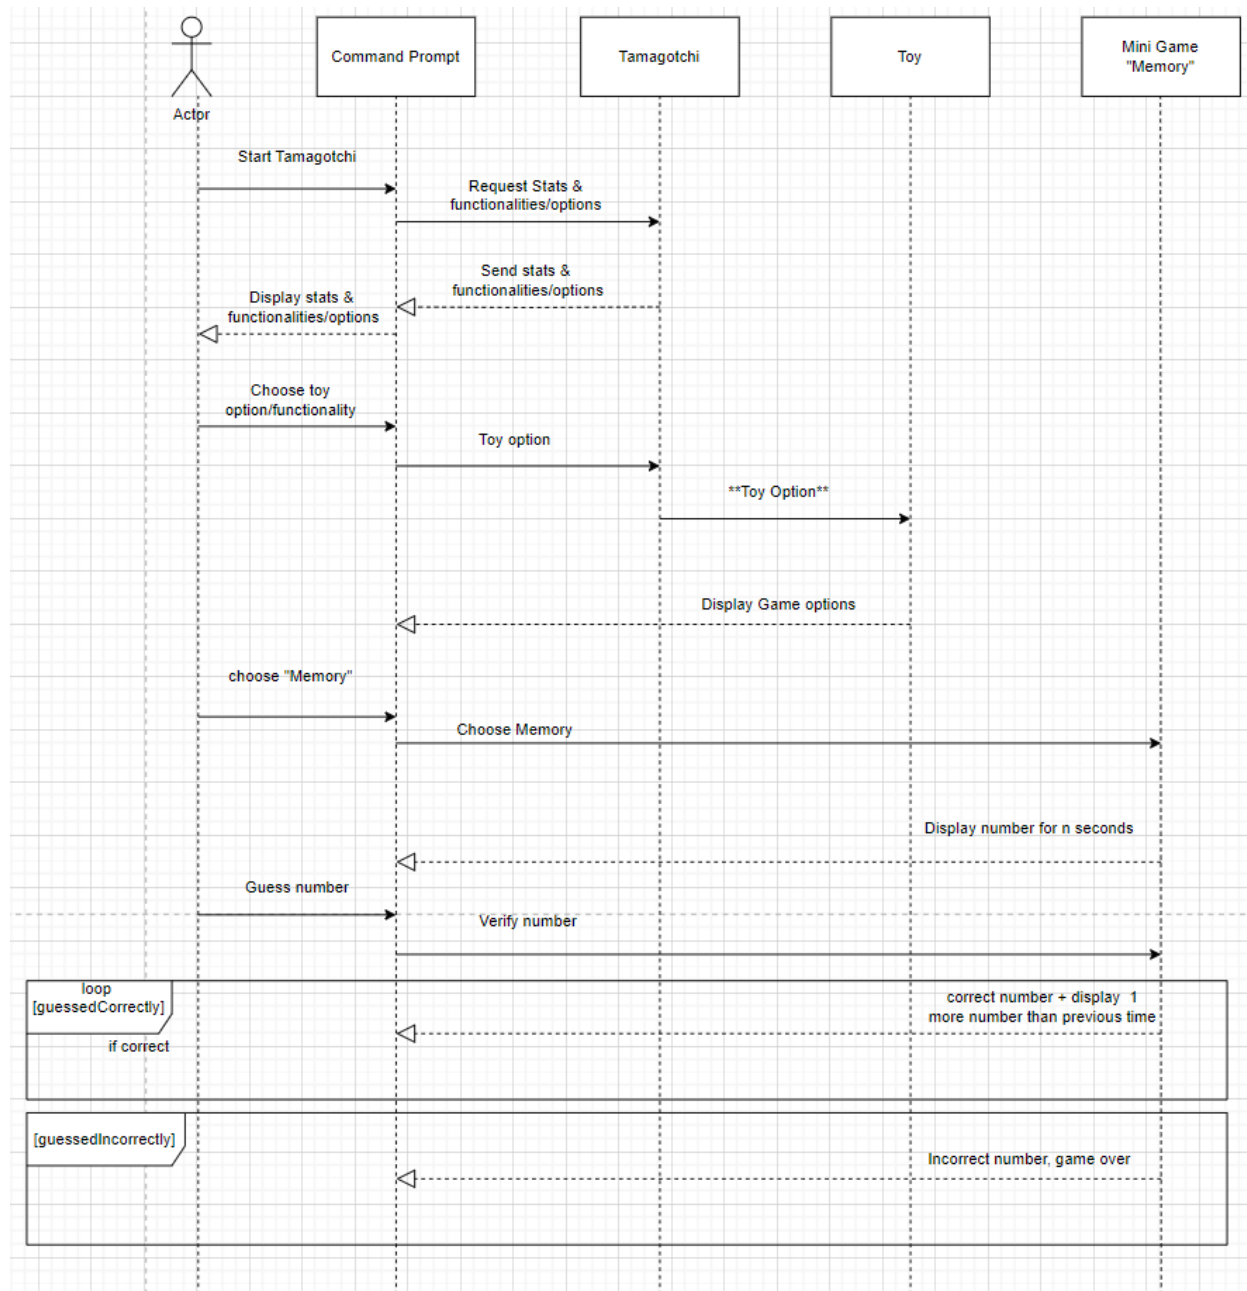 Actor
Command Prompt
Tamagotchi
Toy
Mini Game
"Memory"
Start Tamagotchi
Request Stats &
functionalities/options
Send stats &
functionalities/options
Display stats &
functionalities/options
Choose toy
option/functionality
Toy option
**Toy Option**
Display Game options
choose "Memory"
Choose Memory
Display number for n seconds
Guess number
Verify number
loop
[guessedCorrectly]
correct number + display 1
more number than previous time
if correct
[guessedIncorrectly]
Incorrect number, game over